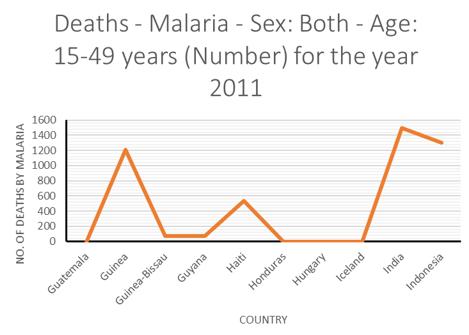 Deaths - Malaria - Sex: Both - Age:
15-49 years (Number) for the year
2011
NO. OF DEATHS BY MALARIA
1600
1400
1200
1000
800
600
400
200
0
Guatemala
Guinea
Guinea-Bissau
Guyana
Haiti
Honduras
Hungary
Iceland
India
Indonesia
COUNTRY